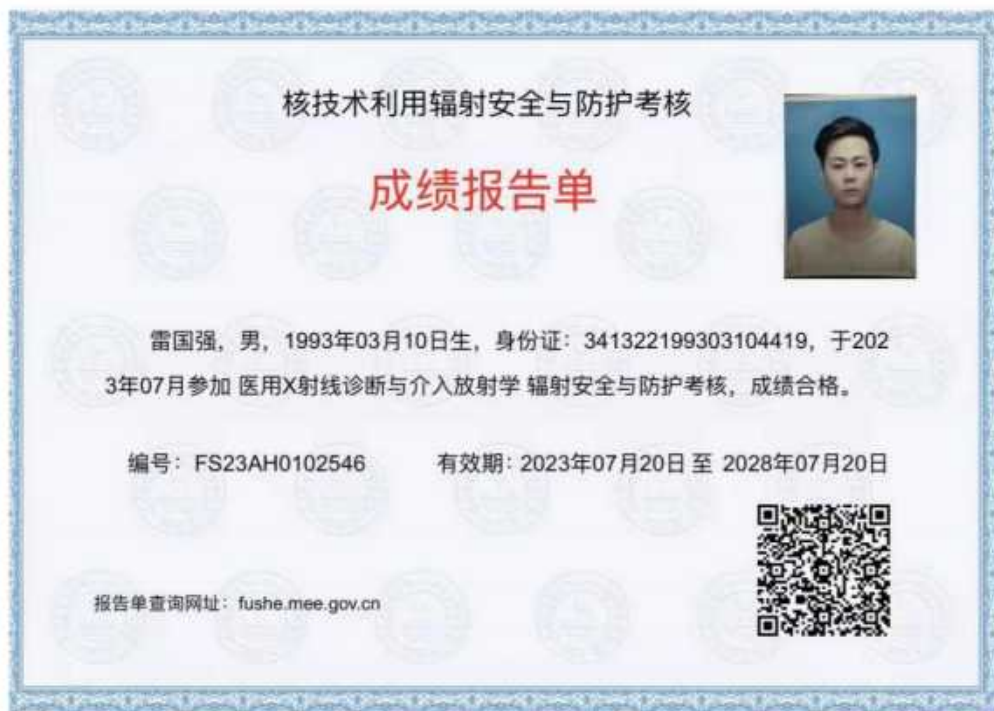 核技术利用辐射安全与防护考核
成绩报告单
雷国强，男，1993年03月10日生，身份证：341322199303104419，于202
3年07月参加 医用X射线诊断与介入放射学 辐射安全与防护考核，成绩合格。
编号：FS23AH0102546 有效期：2023年07月20日 至 2028年07月20日
报告单查询网址：fushe.mee.gov.cn